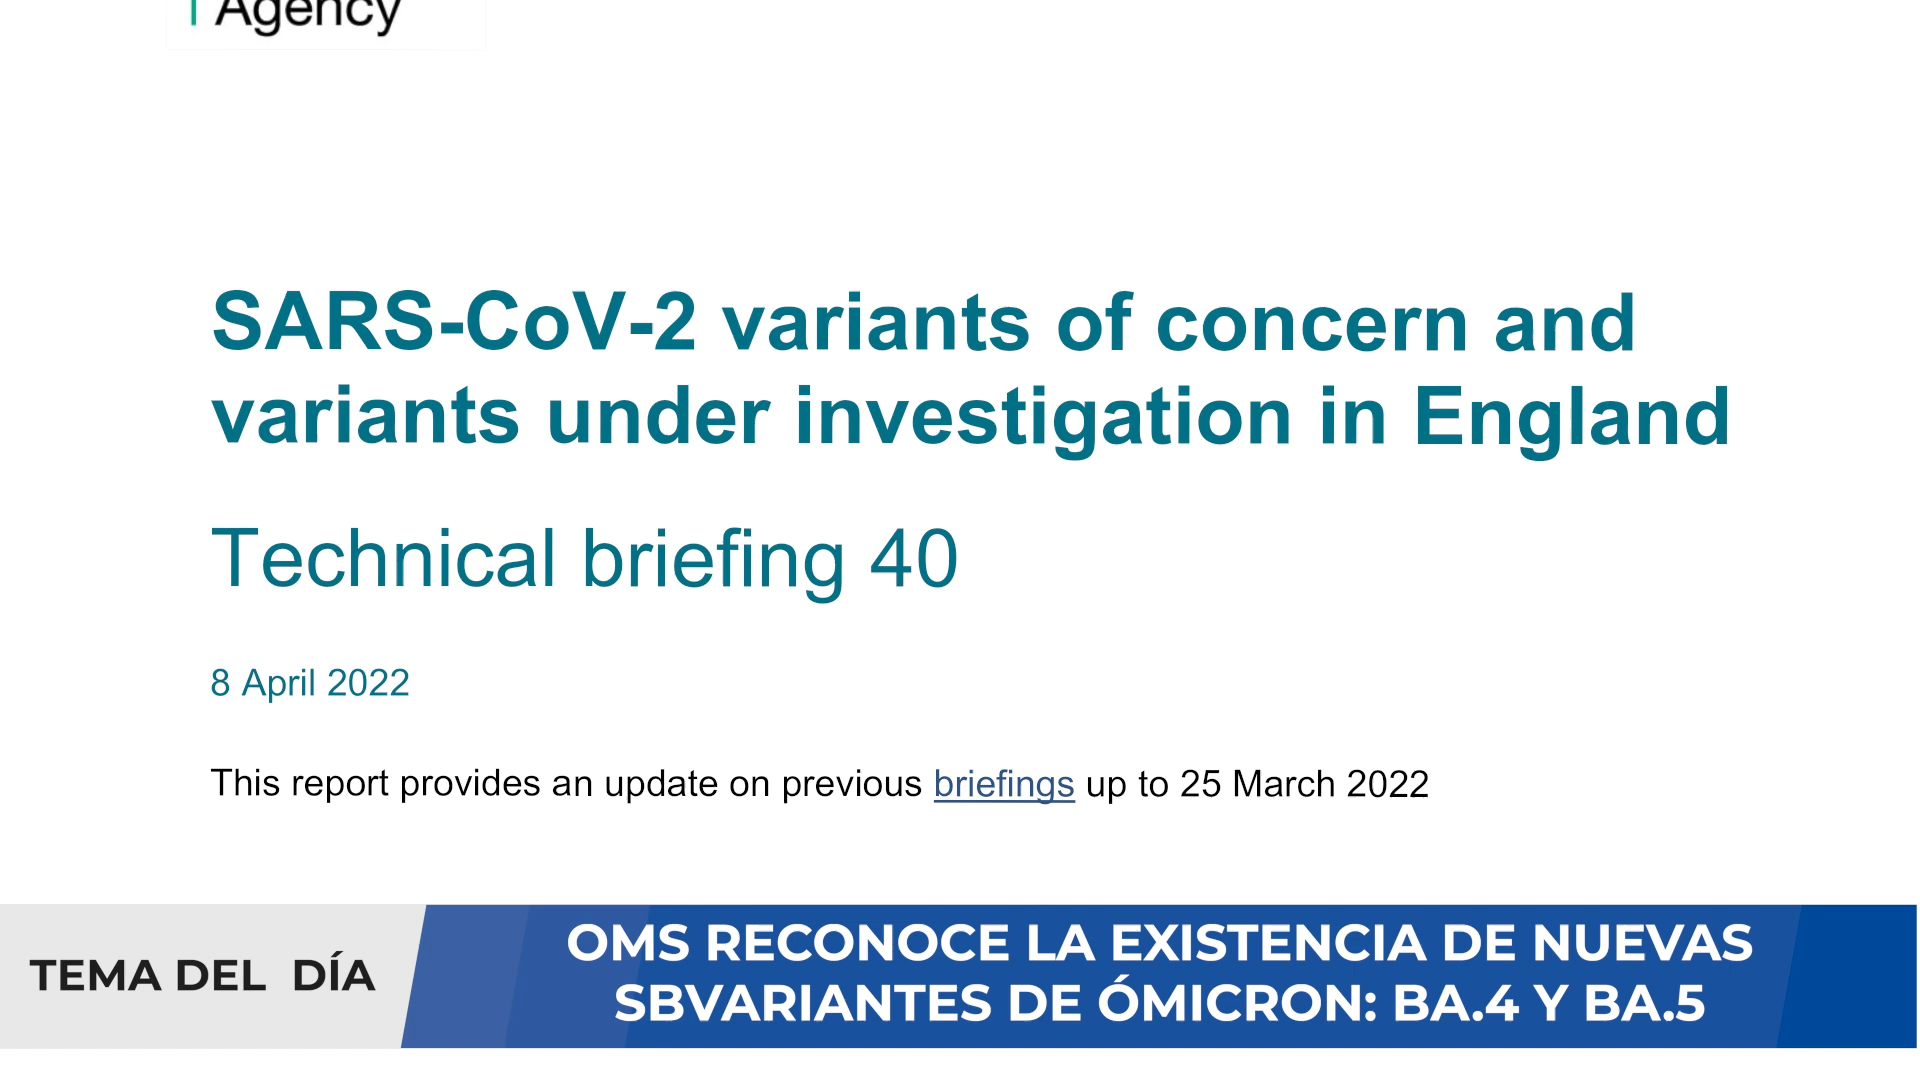 Agency
SARS-CoV-2 variants of concern and
variants under investigation in England
Technical briefing 40
8 April 2022
This report provides an update on previous briefings up to 25 March 2022
TEMA DEL DÍA
OMS RECONOCE LA EXISTENCIA DE NUEVAS
SBVARIANTES DE ÓMICRON: BA.4 Y BA.5